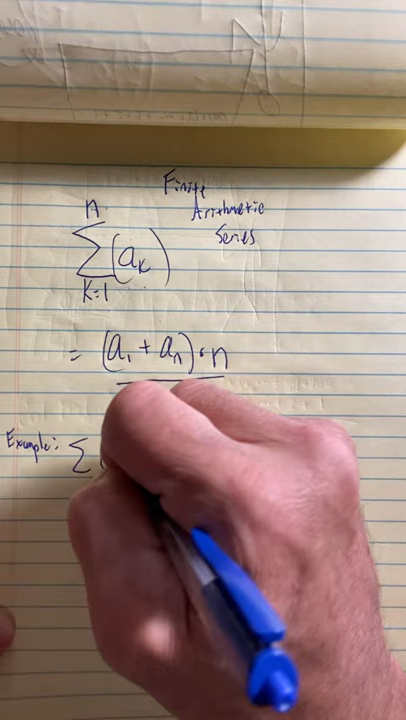 Finite
Arithmetic
Series
n
∑(aₖ)
K=1
= (a₁ + aₙ)·n
Example: ∑(